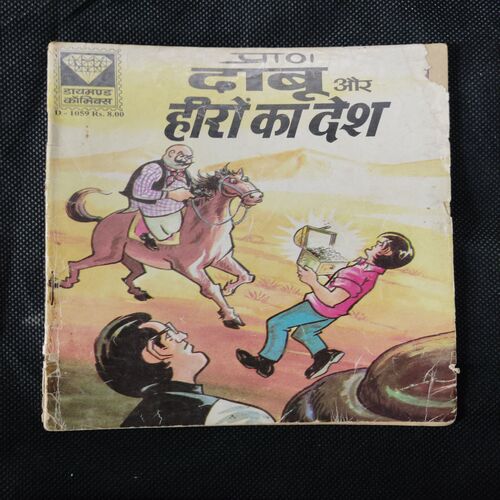 डायमण्ड
कॉमिक्स
D - 1059 Rs. 8.00
प्राण
दाबू और
हीरों का देश